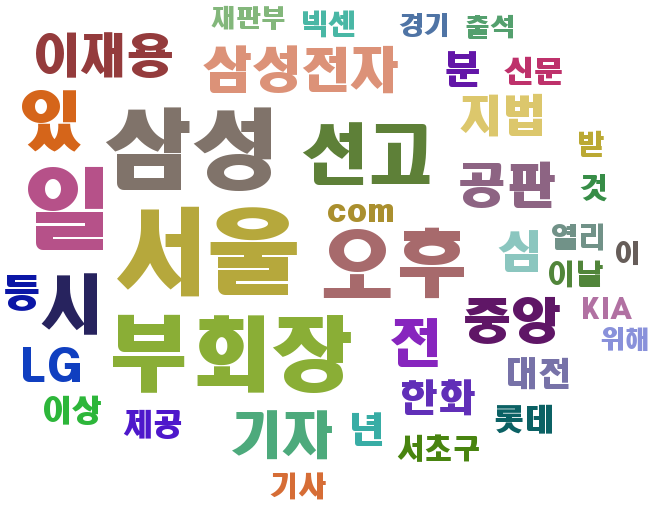 재판부 넥센 경기 출석
이재용 삼성전자 분 신문
있 삼성 선고 지법 받
일 공판 것
서울 com 심 열리 이
등 시 오후 이날
부회장 전 중앙 KIA 위해
LG 한화 대전
이상 제공 기자 년 서초구 롯데
기사